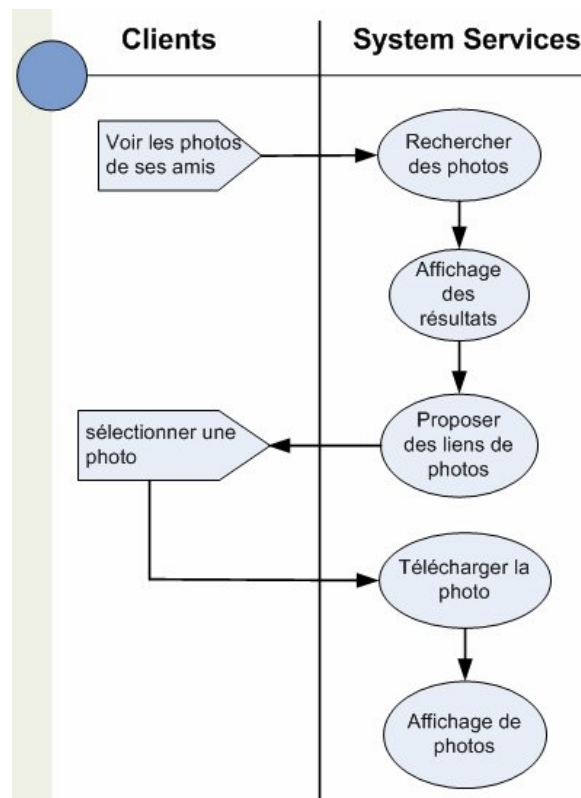 Clients
System Services
Voir les photos
de ses amis
Rechercher
des photos
Affichage
des
résultats
Proposer
des liens de
photos
sélectionner une
photo
Télécharger la
photo
Affichage de
photos